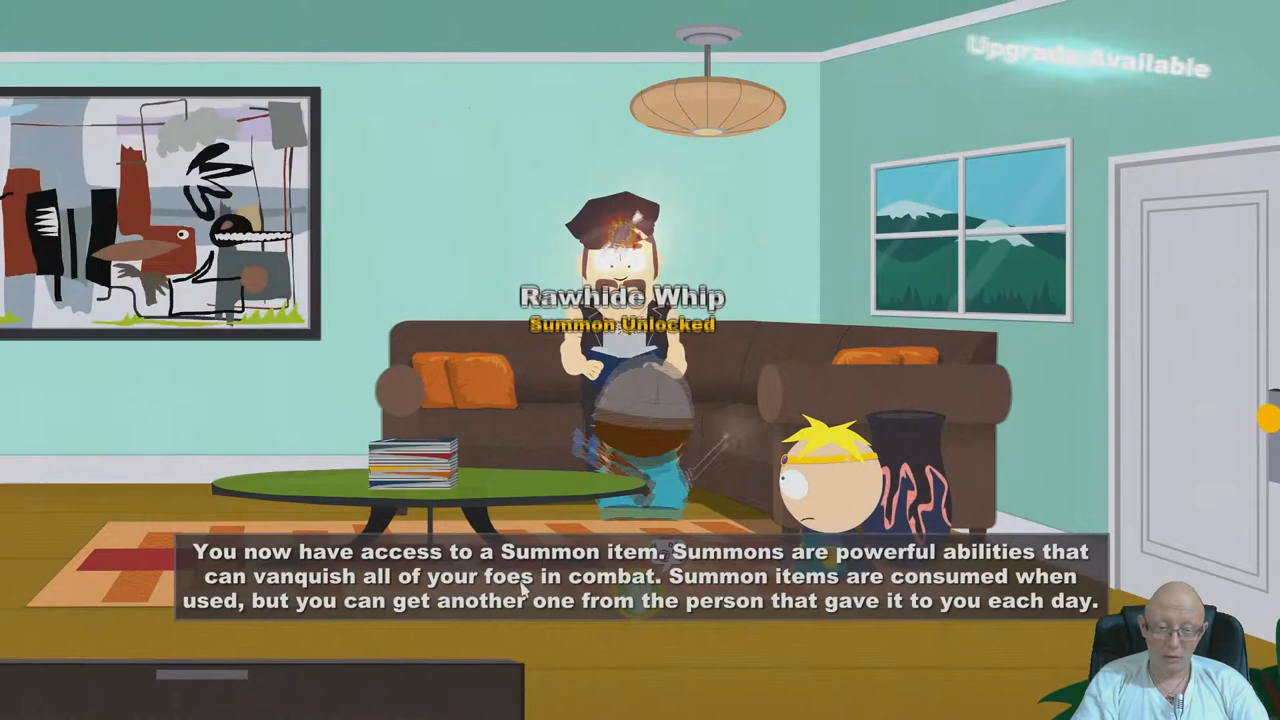 Upgrade Available
Rawhide Whip
Summon Unlocked
You now have access to a Summon item. Summons are powerful abilities that
can vanquish all of your foes in combat. Summon items are consumed when
used, but you can get another one from the person that gave it to you each day.